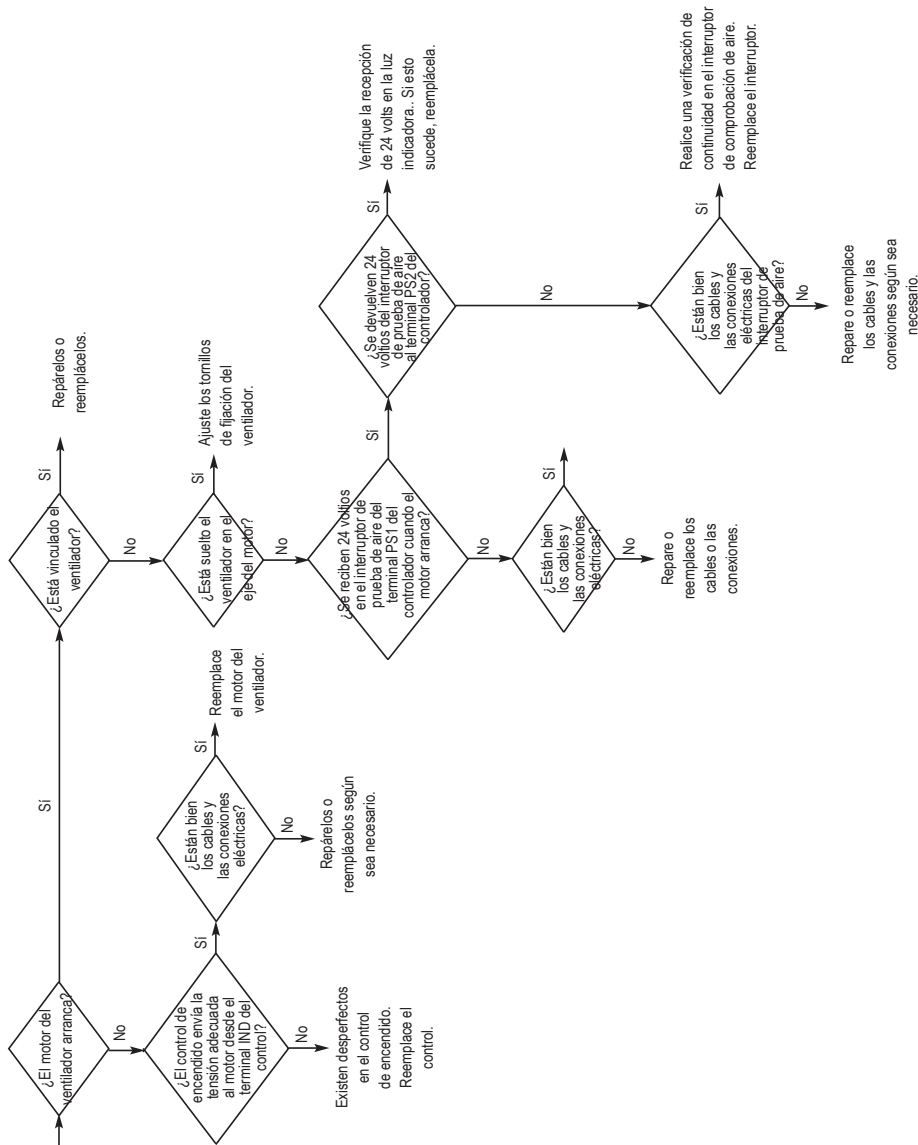 ¿El motor del
ventilador arranca?
Sí
No
¿El control de
encendido envía la
tensión adecuada
al motor desde el
terminal IND del
control?
Sí
No
Existen desperfectos
en el control
de encendido.
Reemplace el
control.
¿Están bien
los cables y
las conexiones
eléctricas?
Sí
Reemplace
el motor del
ventilador.
No
Repárelos o
reemplácelos según
sea necesario.
¿Está vinculado el
ventilador?
Sí
Repárelos o
reemplácelos.
No
¿Está suelto el
ventilador en el
eje del motor?
Sí
Ajuste los tornillos
de fijación del
ventilador.
No
¿Se reciben 24 voltios
en el interruptor de
prueba de aire del
terminal PS1 del
controlador cuando el
motor arranca?
Sí
No
¿Están bien
los cables y
las conexiones
eléctricas?
Sí
No
Repare o
reemplace los
cables o las
conexiones.
¿Se devuelven 24
voltios del interruptor
de prueba de aire
al terminal PS2 del
controlador?
Sí
Verifique la recepción
de 24 volts en la luz
indicadora.. Si esto
sucede, reemplácela.
No
¿Están bien
los cables y
las conexiones
eléctricas del
interruptor de
prueba de aire?
Sí
Realice una verificación de
continuidad en el interruptor
de comprobación de aire.
Reemplace el interruptor.
No
Repare o reemplace
los cables y las
conexiones según sea
necesario.